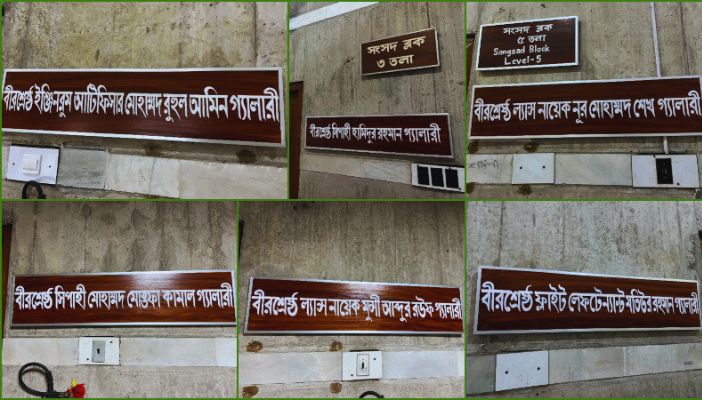 বীরশ্রেষ্ঠ ইঞ্জিনরুম আর্টিফিসার মোহাম্মদ রুহুল আমিন গ্যালারী
সংসদ ব্লক
৩ তলা
বীরশ্রেষ্ঠ সিপাহী হামিদুর রহমান গ্যালারী
সংসদ ব্লক
৫ তলা
Sangsad Block
Level-5
বীরশ্রেষ্ঠ ল্যান্স নায়েক নূর মোহাম্মদ শেখ গ্যালারী
বীরশ্রেষ্ঠ সিপাহী মোহাম্মদ মোস্তফা কামাল গ্যালারী
বীরশ্রেষ্ঠ ল্যান্স নায়েক মুন্সী আব্দুর রউফ গ্যালারী
বীরশ্রেষ্ঠ ফ্লাইট লেফটেন্যান্ট মতিউর রহমান গ্যালারী